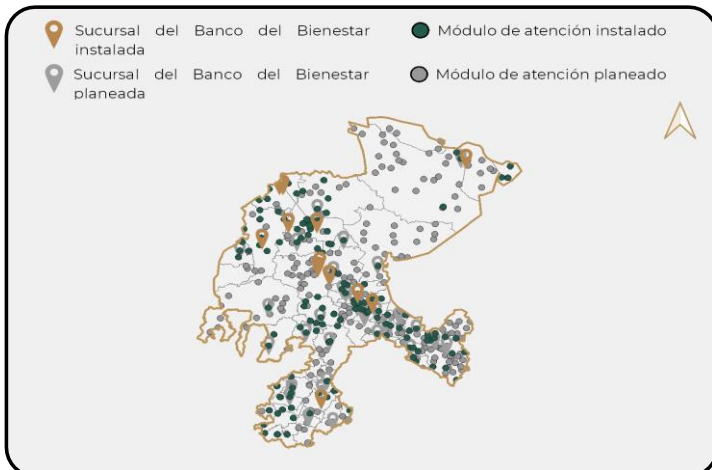 Sucursal del Banco del Bienestar
instalada
Módulo de atención instalado
Sucursal del Banco del Bienestar
planeada
Módulo de atención planeado